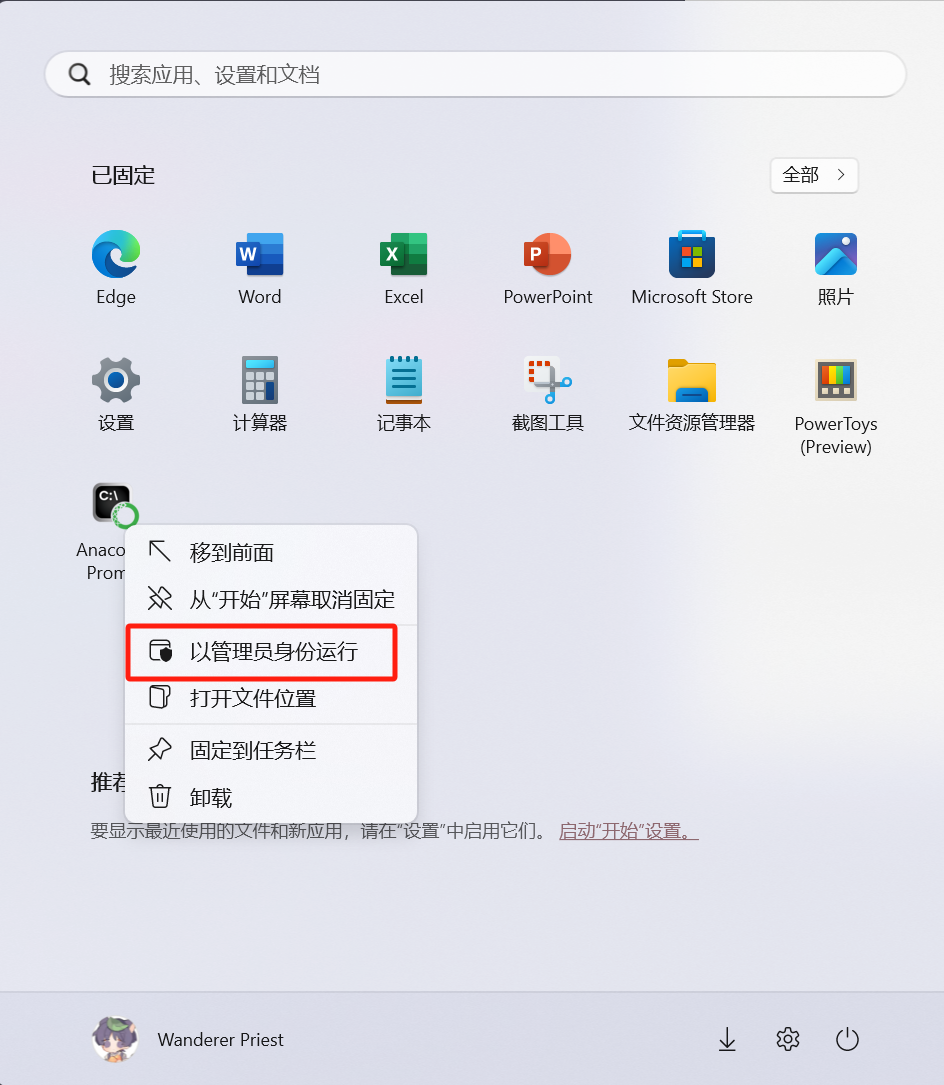 搜索应用、设置和文档
已固定
全部
Edge
Word
Excel
PowerPoint
Microsoft Store
照片
设置
计算器
记事本
截图工具
文件资源管理器
PowerToys
(Preview)
C:\
Anaco
Prom
移到前面
从“开始”屏幕取消固定
以管理员身份运行
打开文件位置
固定到任务栏
卸载
推荐
要显示最近使用的文件和新应用，请在“设置”中启用它们。 启动“开始”设置。
Wanderer Priest